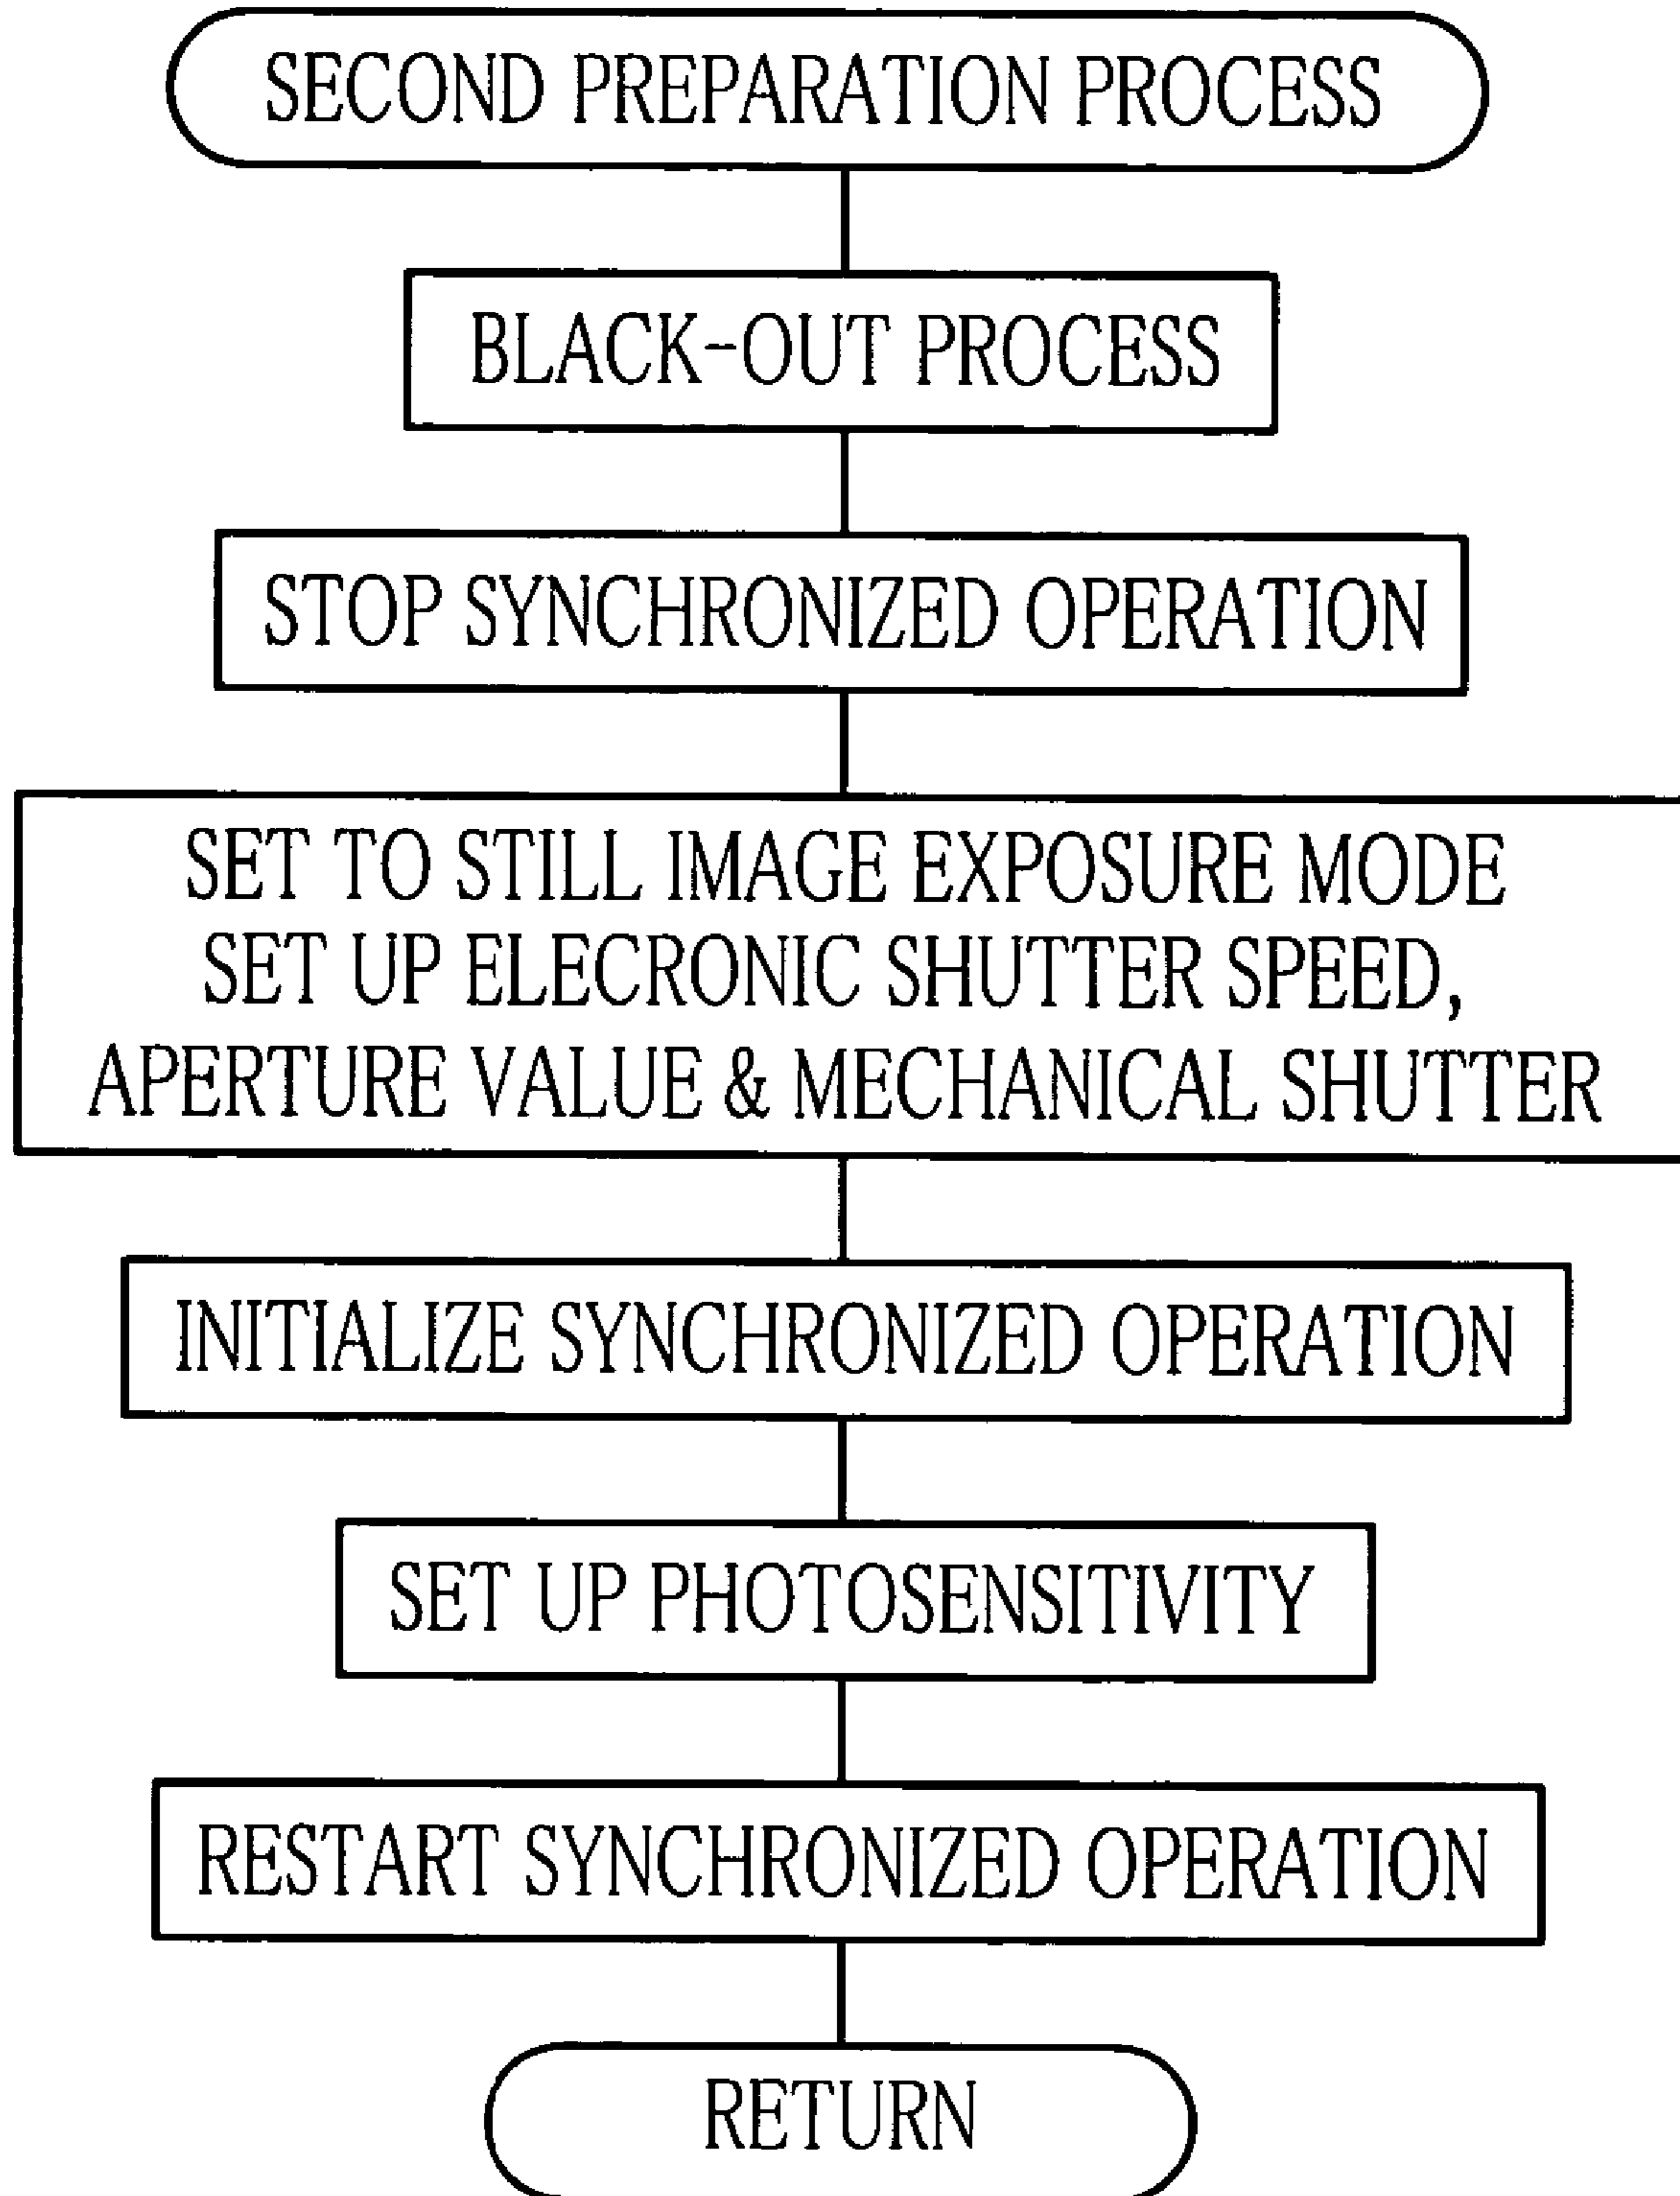 SECOND PREPARATION PROCESS
BLACK-OUT PROCESS
STOP SYNCHRONIZED OPERATION
SET TO STILL IMAGE EXPOSURE MODE
SET UP ELECRONIC SHUTTER SPEED,
APERTURE VALUE & MECHANICAL SHUTTER
INITIALIZE SYNCHRONIZED OPERATION
SET UP PHOTOSENSITIVITY
RESTART SYNCHRONIZED OPERATION
RETURN